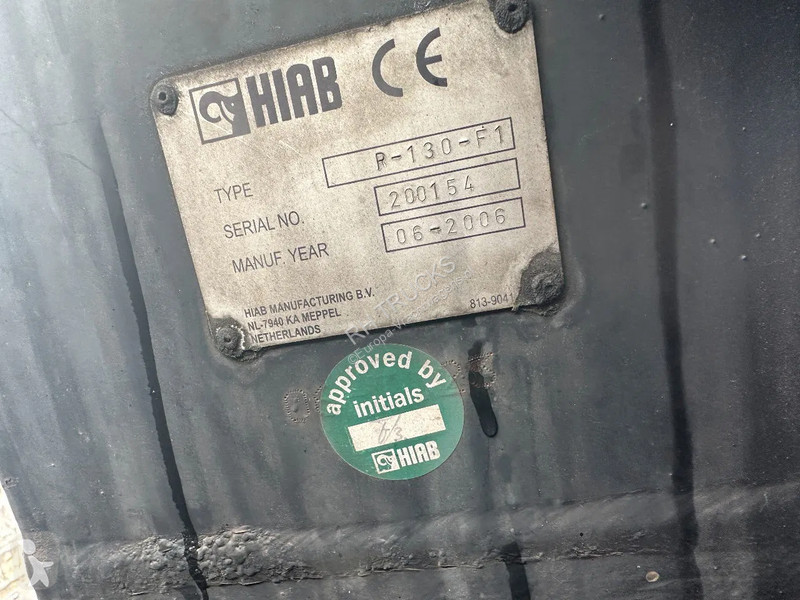 HIAB CE
TYPE R-130-F1
SERIAL NO. 200154
MANUF. YEAR 06-2006
HIAB MANUFACTURING B.V.
NL-7940 KA MEPPEL
NETHERLANDS
813-9041
approved by
initials
HIAB